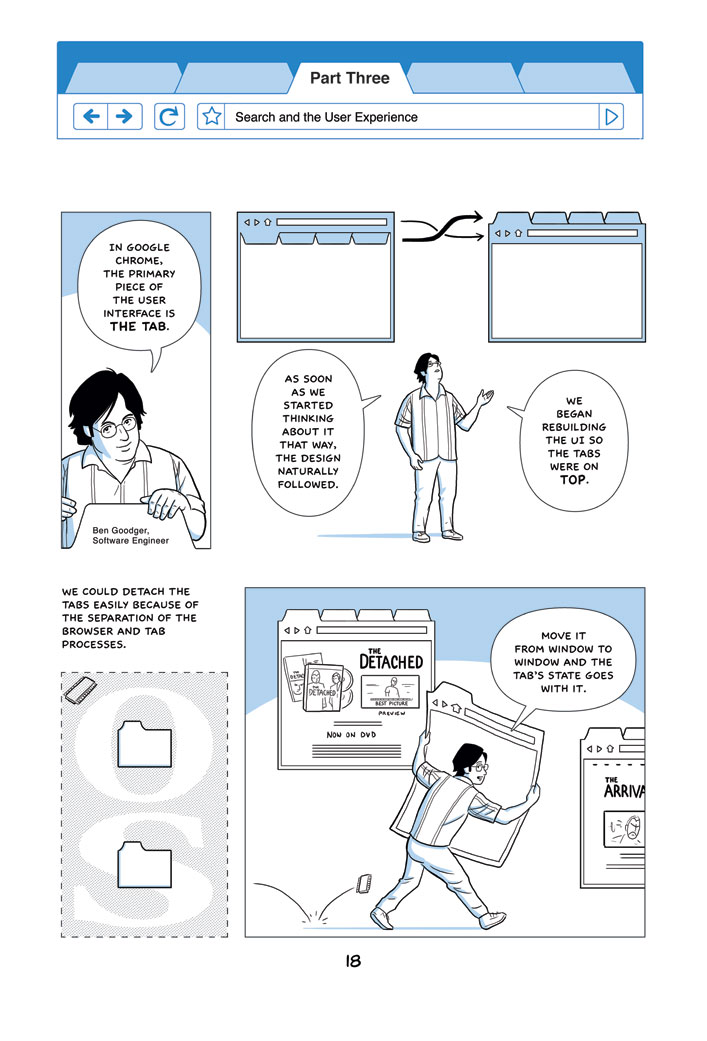 Part Three
Search and the User Experience
IN GOOGLE
CHROME,
THE PRIMARY
PIECE OF
THE USER
INTERFACE IS
THE TAB.
Ben Goodger,
Software Engineer
AS SOON
AS WE
STARTED
THINKING
ABOUT IT
THAT WAY,
THE DESIGN
NATURALLY
FOLLOWED.
WE
BEGAN
REBUILDING
THE UI SO
THE TABS
WERE ON
TOP.
WE COULD DETACH THE
TABS EASILY BECAUSE OF
THE SEPARATION OF THE
BROWSER AND TAB
PROCESSES.
OS
THE
DETACHED
THE
DETACHED
BEST PICTURE
PREVIEW
NOW ON DVD
MOVE IT
FROM WINDOW TO
WINDOW AND THE
TAB'S STATE GOES
WITH IT.
THE
ARRIVA
18